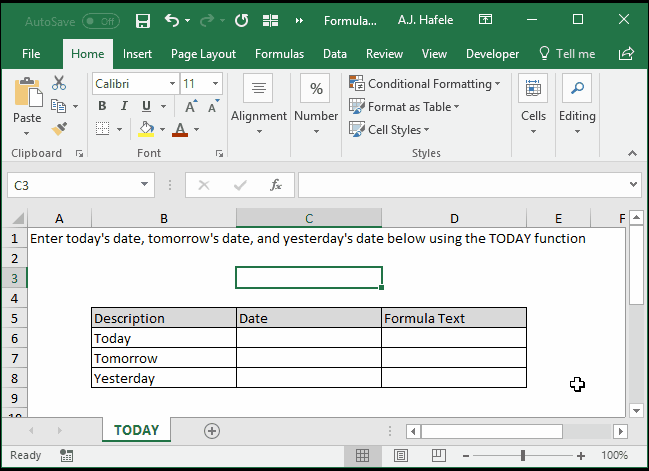 AutoSave Off Formula... A.J. Hafele
File Home Insert Page Layout Formulas Data Review View Developer Tell me
Calibri 11 Conditional Formatting
Paste B I U A A Alignment % Number Format as Table Cells Editing
A Cell Styles
Clipboard Font Styles
C3 fx
A B C D E F
1 Enter today's date, tomorrow's date, and yesterday's date below using the TODAY function
2
3
4
5 Description Date Formula Text
6 Today
7 Tomorrow
8 Yesterday
9
10
TODAY
Ready 100%